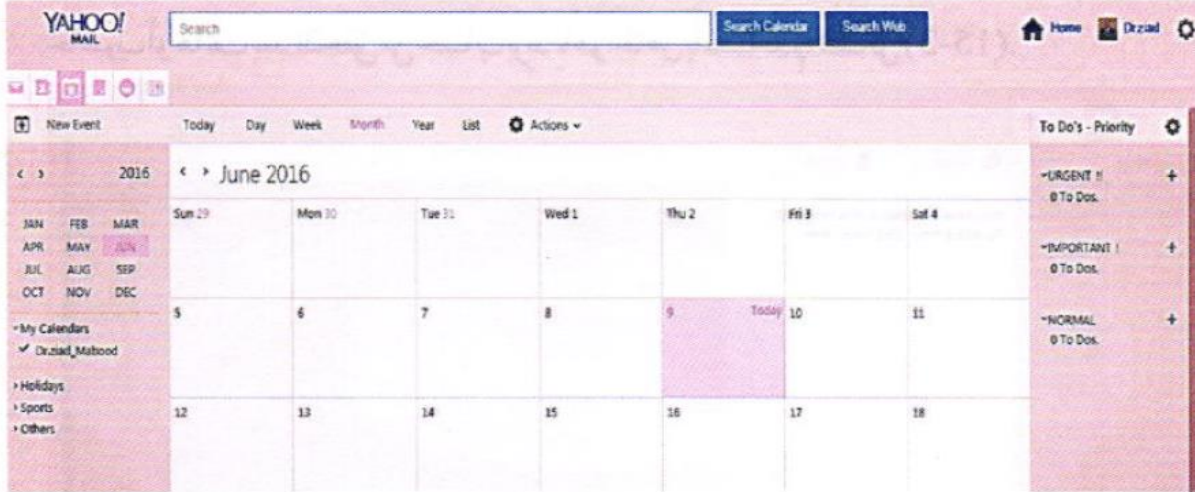 YAHOO!
MAIL
Search
Search Calendar
Search Web
Home
Dr.ziad
New Event
Today Day Week Month Year List Actions
To Do's - Priority
2016
June 2016
JAN FEB MAR
APR MAY JUN
JUL AUG SEP
OCT NOV DEC
My Calendars
Dr.ziad_Mabood
Holidays
Sports
Others
Sun 29 Mon 30 Tue 31 Wed 1 Thu 2 Fri 3 Sat 4
5 6 7 8 9 Today 10 11
12 13 14 15 16 17 18
URGENT !!
0 To Dos.
IMPORTANT !
0 To Dos.
NORMAL
0 To Dos.